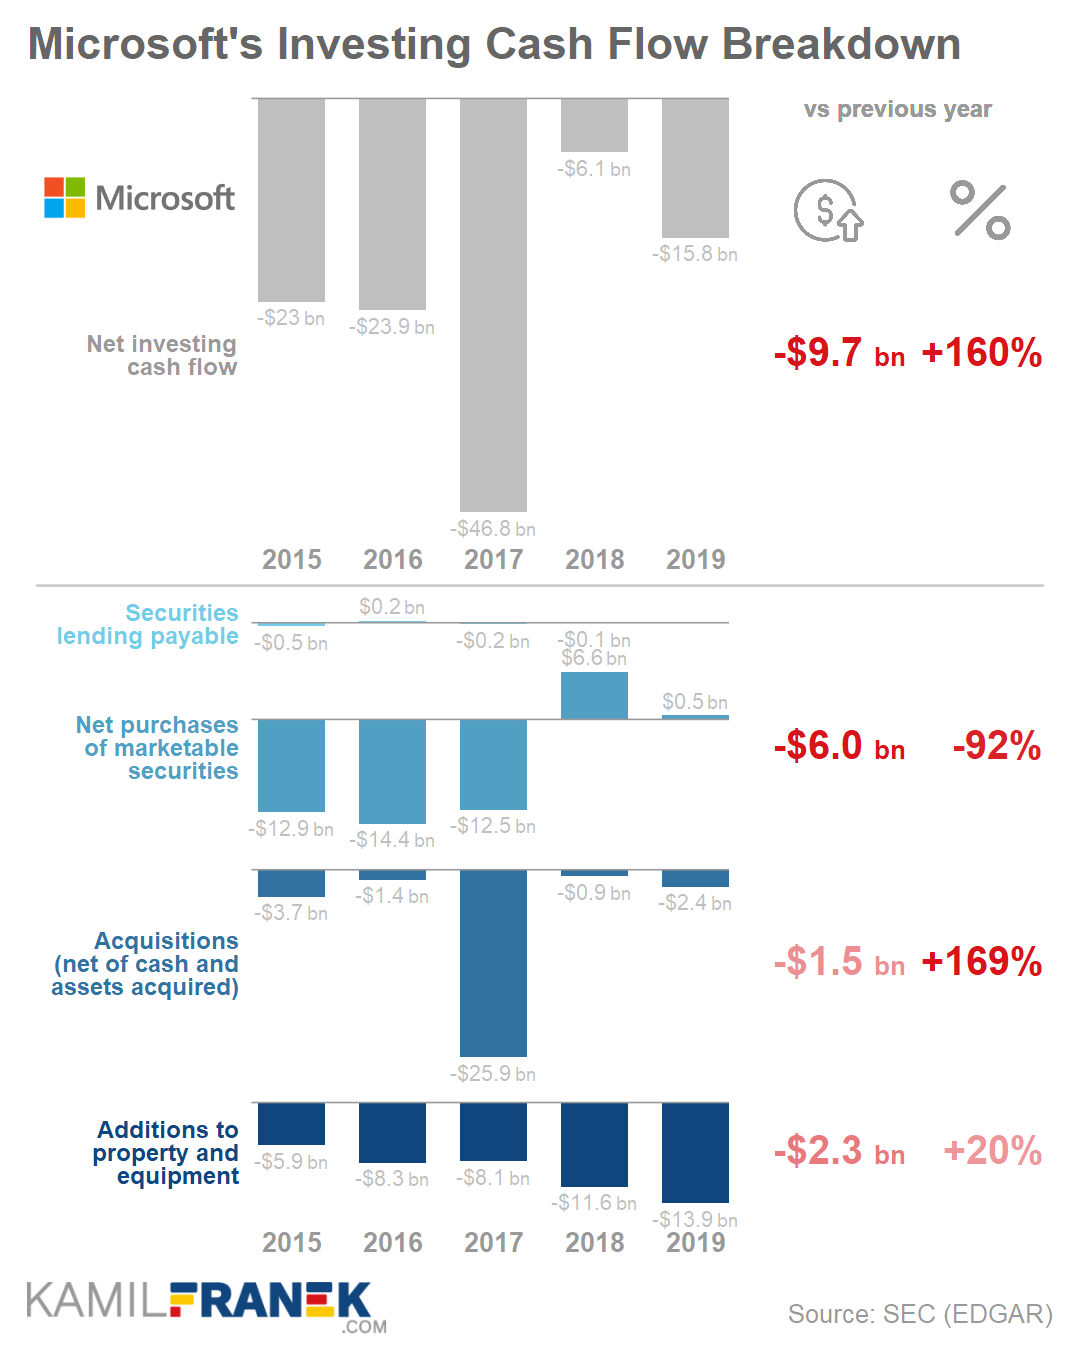 Microsoft's Investing Cash Flow Breakdown
vs previous year
Microsoft
-$23 bn
-$23.9 bn
-$46.8 bn
-$6.1 bn
-$15.8 bn
Net investing
cash flow
-$9.7 bn +160%
2015 2016 2017 2018 2019
Securities
lending payable
-$0.5 bn
$0.2 bn
-$0.2 bn
-$0.1 bn
Net purchases
of marketable
securities
-$12.9 bn
-$14.4 bn
-$12.5 bn
$6.6 bn
$0.5 bn
-$6.0 bn -92%
Acquisitions
(net of cash and
assets acquired)
-$3.7 bn
-$1.4 bn
-$25.9 bn
-$0.9 bn
-$2.4 bn
-$1.5 bn +169%
Additions to
property and
equipment
-$5.9 bn
-$8.3 bn
-$8.1 bn
-$11.6 bn
-$13.9 bn
-$2.3 bn +20%
2015 2016 2017 2018 2019
KAMILFRANEK
.COM
Source: SEC (EDGAR)